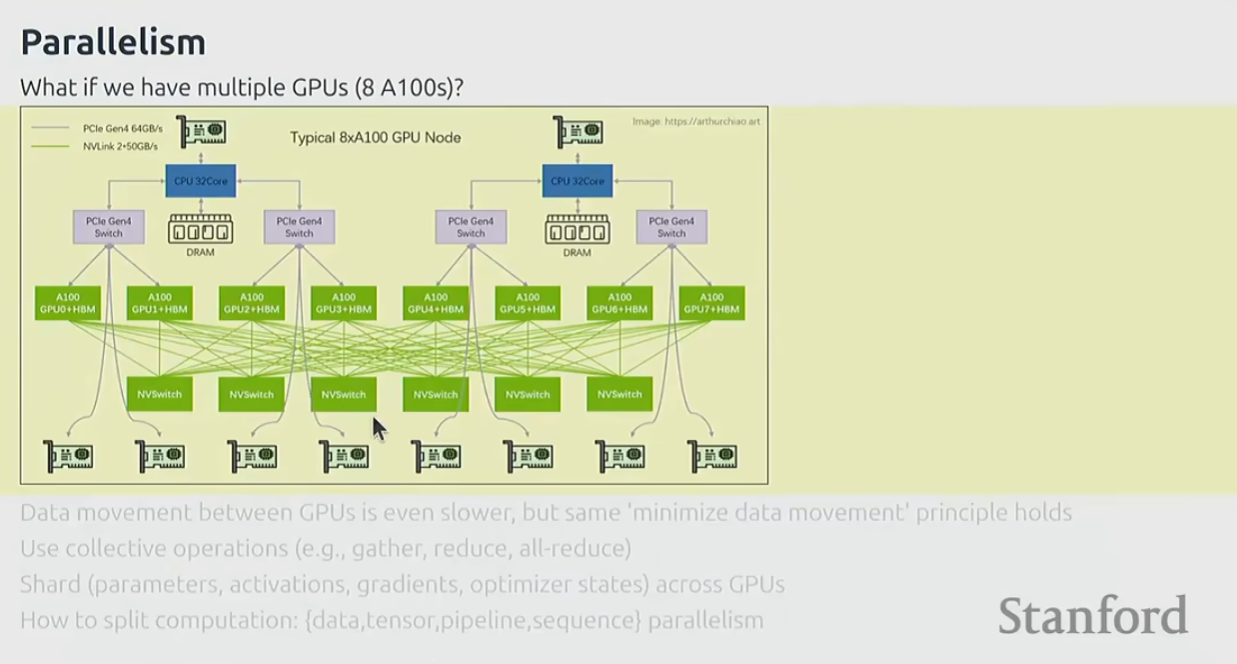 Parallelism
What if we have multiple GPUs (8 A100s)?
PCIe Gen4 64GB/s
NVLink 2*50GB/s
Typical 8xA100 GPU Node
Image: https://arthurchiao.art
CPU 32Core
CPU 32Core
PCIe Gen4
Switch
DRAM
PCIe Gen4
Switch
PCIe Gen4
Switch
DRAM
PCIe Gen4
Switch
A100
GPU0+HBM
A100
GPU1+HBM
A100
GPU2+HBM
A100
GPU3+HBM
A100
GPU4+HBM
A100
GPU5+HBM
A100
GPU6+HBM
A100
GPU7+HBM
NVSwitch
NVSwitch
NVSwitch
NVSwitch
NVSwitch
NVSwitch
Data movement between GPUs is even slower, but same 'minimize data movement' principle holds
Use collective operations (e.g., gather, reduce, all-reduce)
Shard (parameters, activations, gradients, optimizer states) across GPUs
How to split computation: {data,tensor,pipeline,sequence} parallelism
Stanford